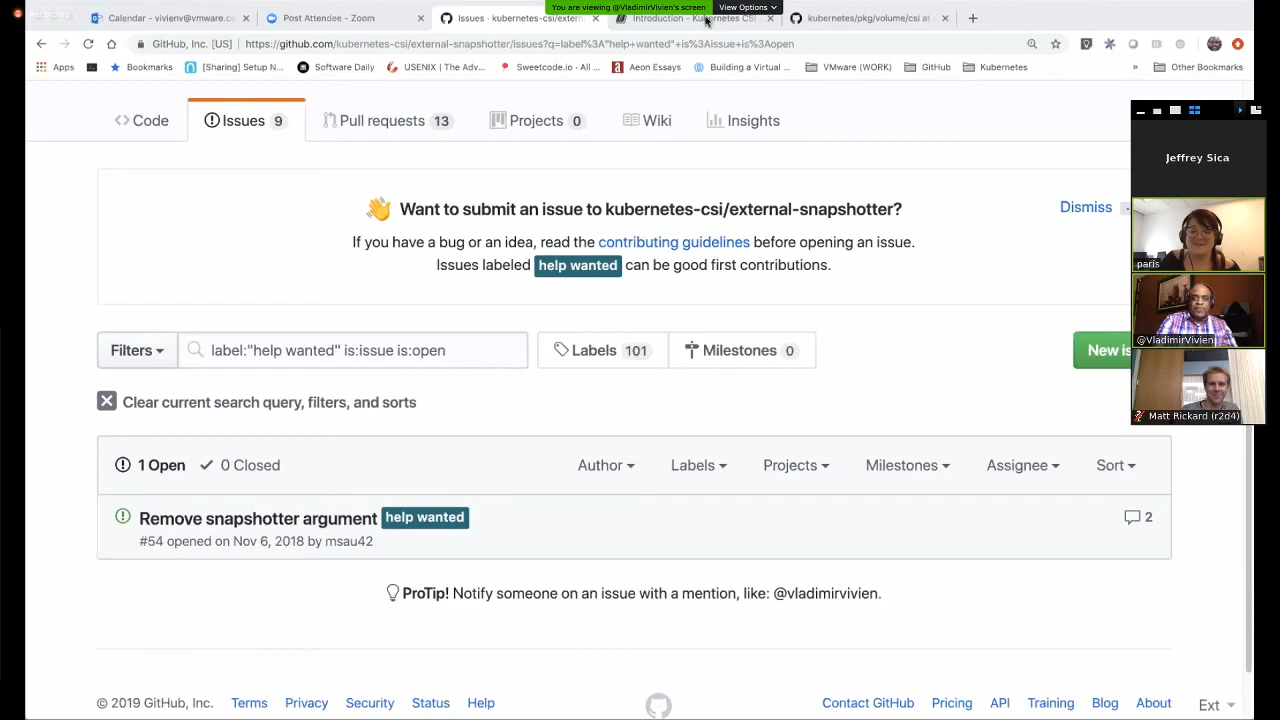 Recording
You are viewing @VladimirVivien's screen
View Options
Calendar - vivienv@vmware.c
Post Attendee - Zoom
Issues · kubernetes-csi/extern
Introduction - Kubernetes CSI
kubernetes/pkg/volume/csi at
GitHub, Inc. [US]
https://github.com/kubernetes-csi/external-snapshotter/issues?q=label%3A"help+wanted"+is%3Aissue+is%3Aopen
Apps
Bookmarks
[Sharing] Setup N...
Software Daily
USENIX | The Adv...
Sweetcode.io · All ...
Aeon Essays
Building a Virtual ...
VMware (WORK)
GitHub
Kubernetes
»
Other Bookmarks
Code
Issues 9
Pull requests 13
Projects 0
Wiki
Insights
Want to submit an issue to kubernetes-csi/external-snapshotter?
Dismiss
If you have a bug or an idea, read the contributing guidelines before opening an issue.
Issues labeled help wanted can be good first contributions.
Filters
label:"help wanted" is:issue is:open
Labels 101
Milestones 0
New is
Clear current search query, filters, and sorts
1 Open
0 Closed
Author
Labels
Projects
Milestones
Assignee
Sort
Remove snapshotter argument help wanted
2
#54 opened on Nov 6, 2018 by msau42
ProTip! Notify someone on an issue with a mention, like: @vladimirvivien.
© 2019 GitHub, Inc.
Terms
Privacy
Security
Status
Help
Contact GitHub
Pricing
API
Training
Blog
About
Ext
Jeffrey Sica
paris
@VladimirVivien
Matt Rickard (r2d4)